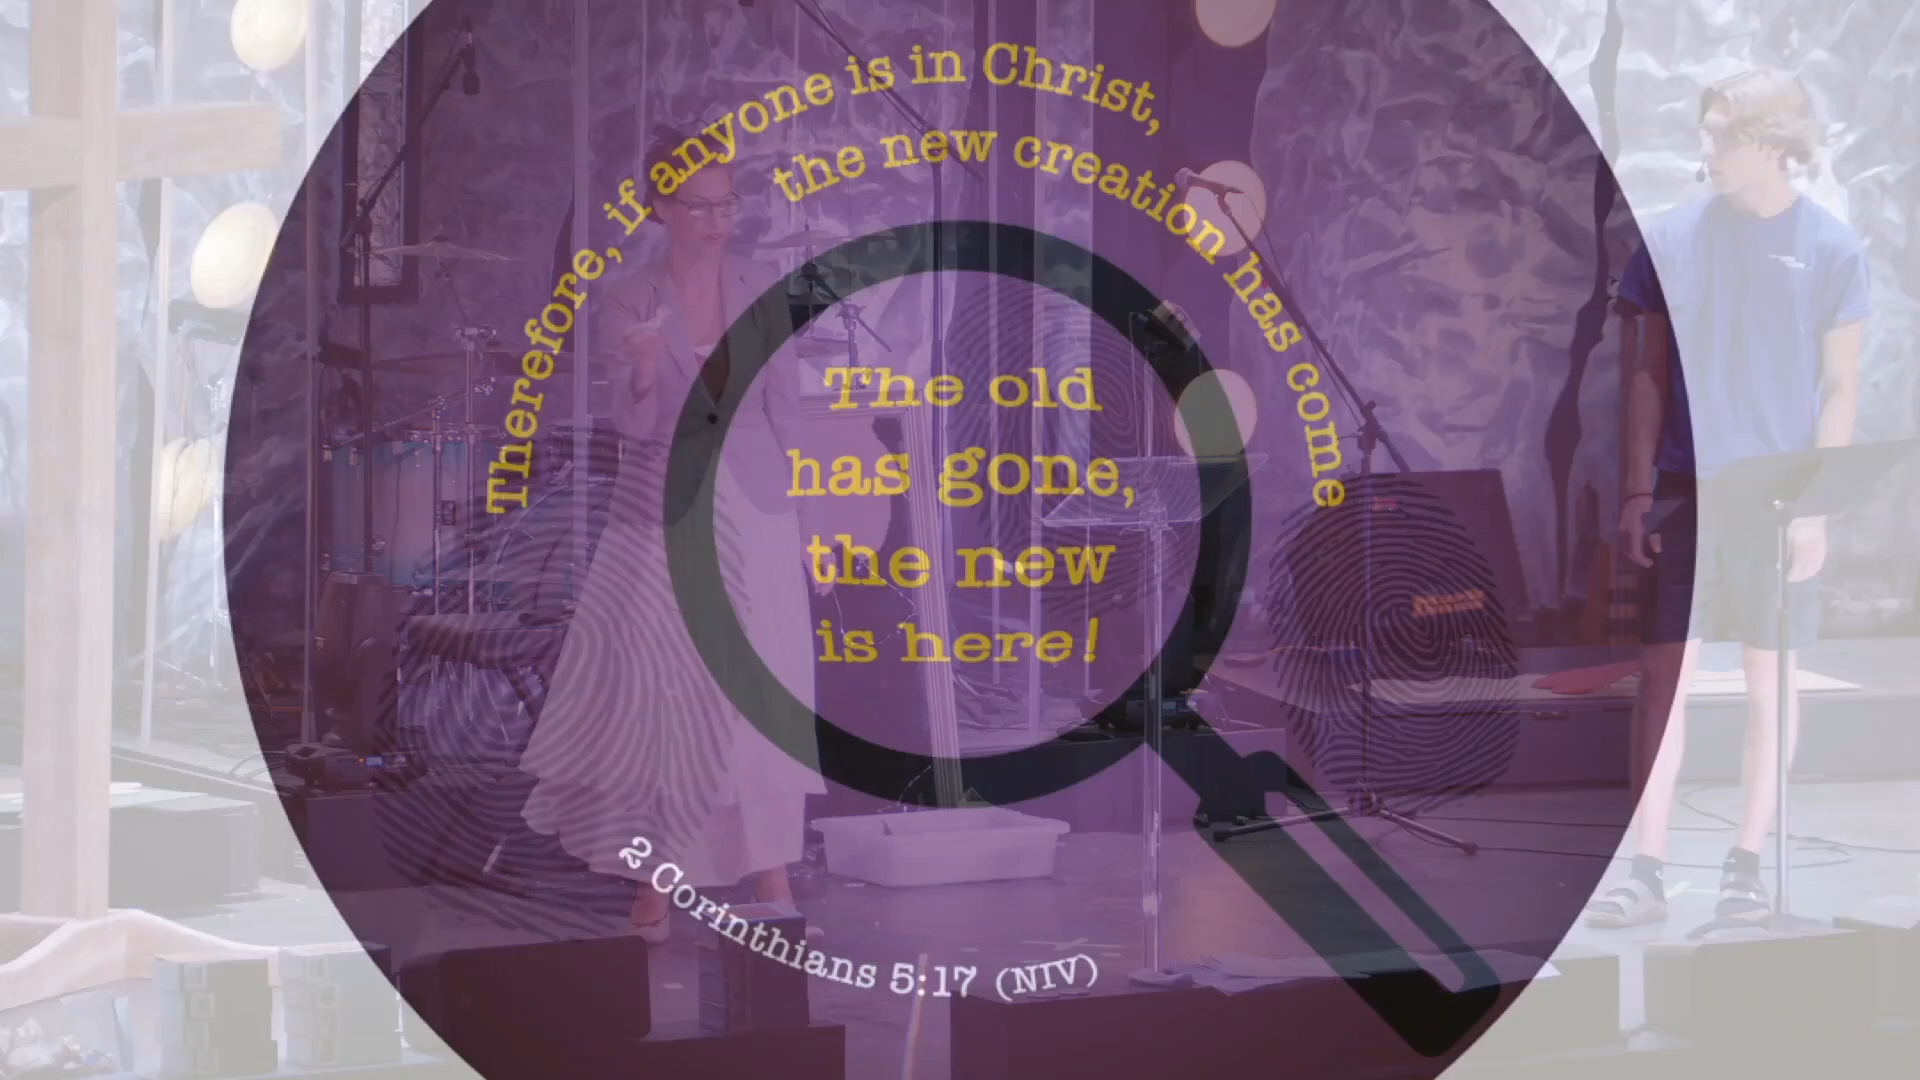 Therefore, if anyone is in Christ,
the new creation has come
The old
has gone,
the new
is here!
2 Corinthians 5:17 (NIV)